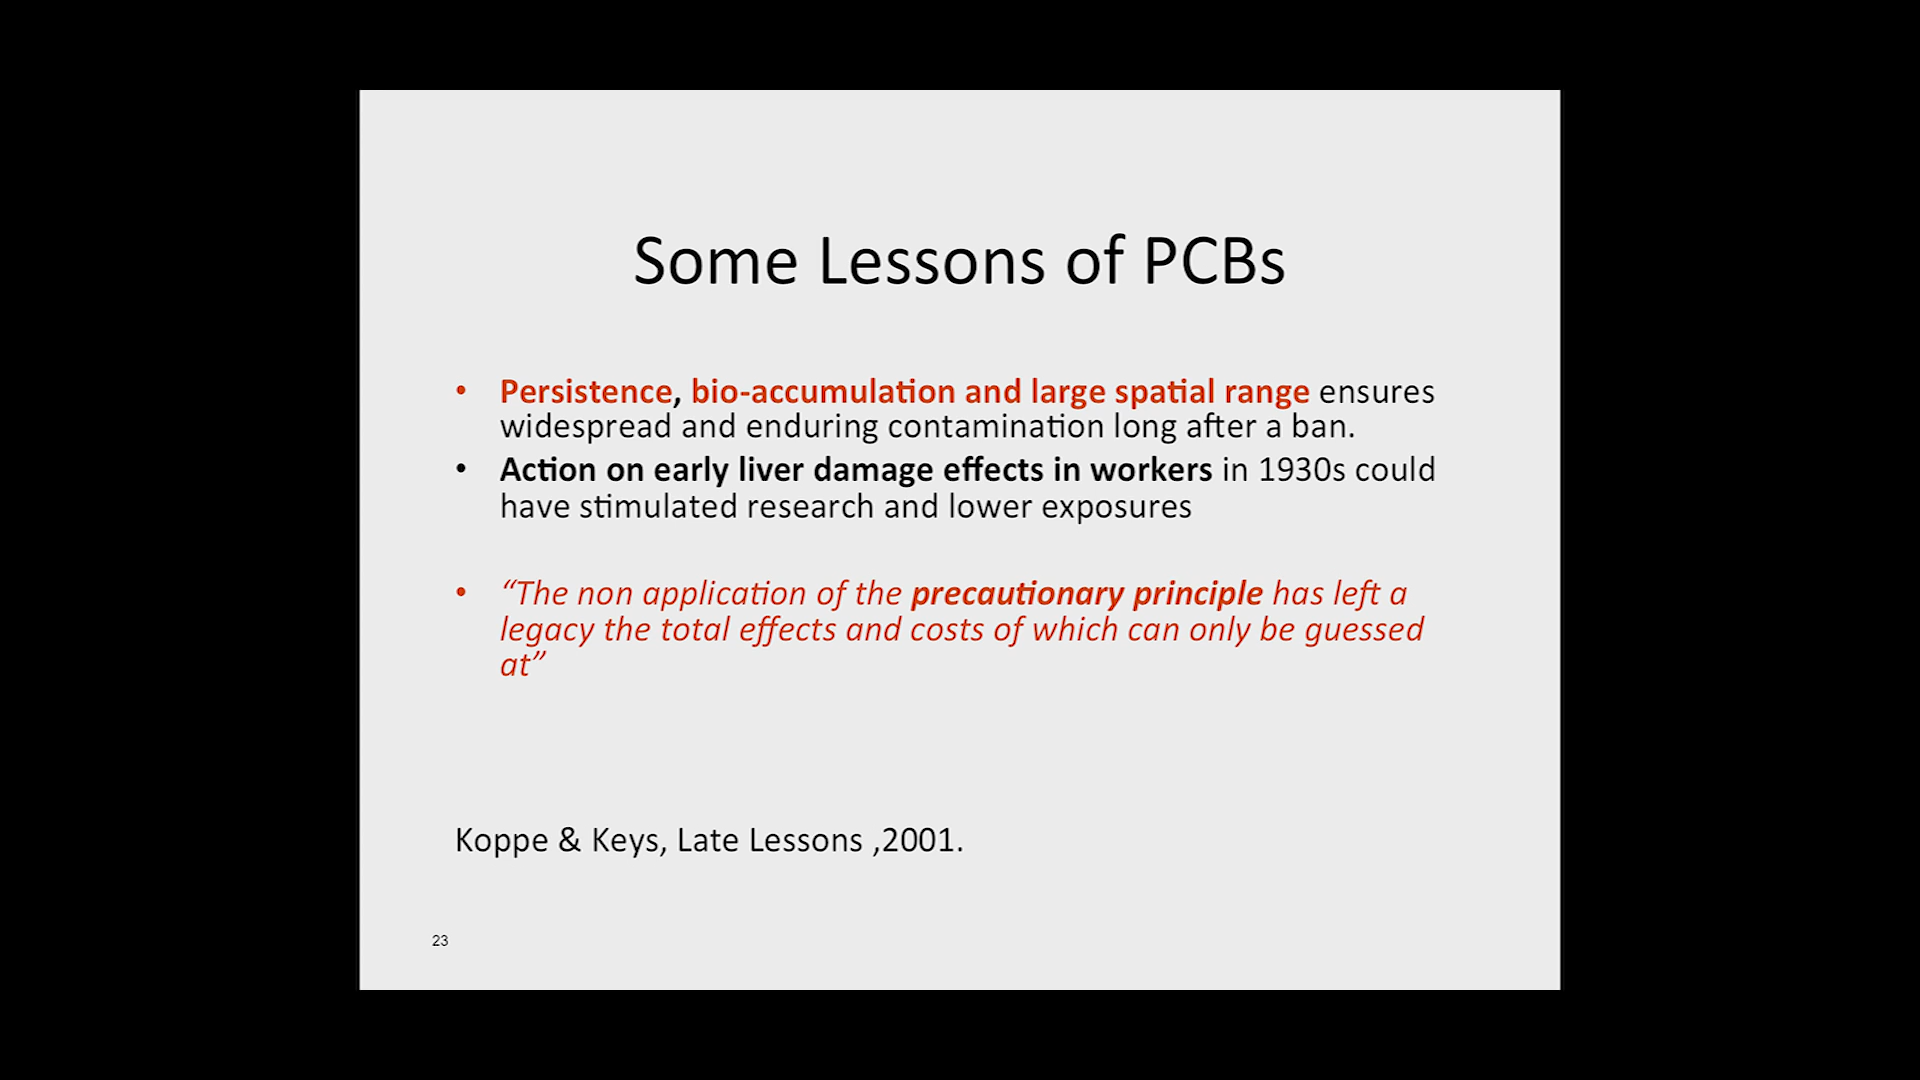 Some Lessons of PCBs
• Persistence, bio-accumulation and large spatial range ensures
widespread and enduring contamination long after a ban.
• Action on early liver damage effects in workers in 1930s could
have stimulated research and lower exposures
• “The non application of the precautionary principle has left a
legacy the total effects and costs of which can only be guessed
at”
Koppe & Keys, Late Lessons ,2001.
23